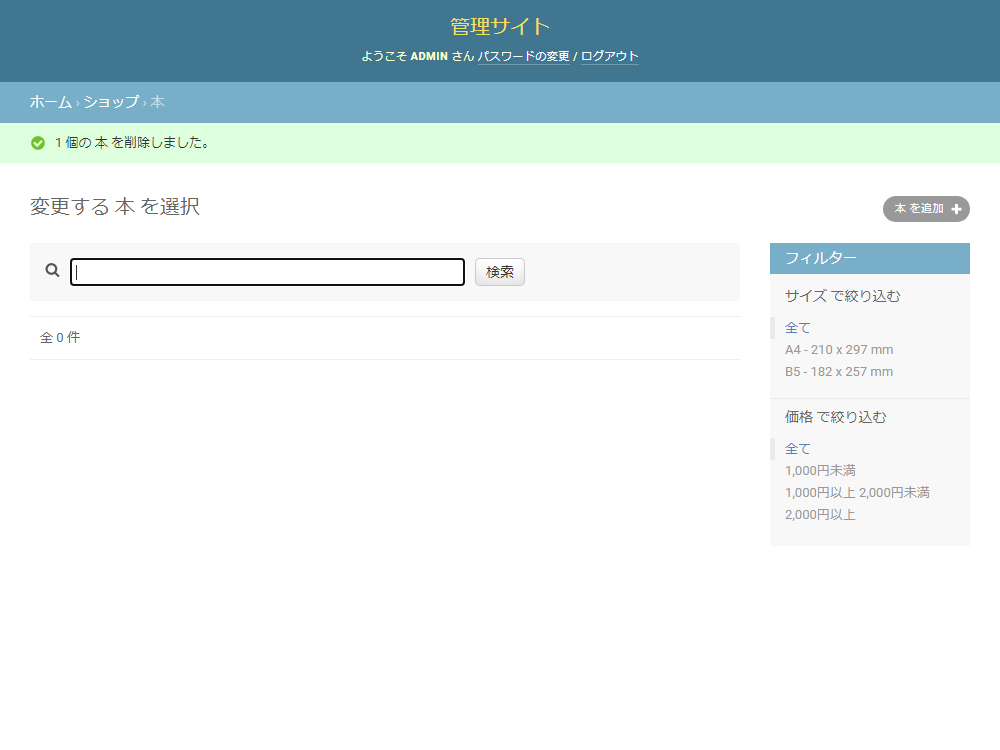 管理サイト
ようこそ ADMIN さん パスワードの変更 / ログアウト
ホーム › ショップ › 本
1 個の 本 を削除しました。
変更する 本 を選択
本 を追加
検索
全 0 件
フィルター
サイズ で絞り込む
全て
A4 - 210 x 297 mm
B5 - 182 x 257 mm
価格 で絞り込む
全て
1,000円未満
1,000円以上 2,000円未満
2,000円以上